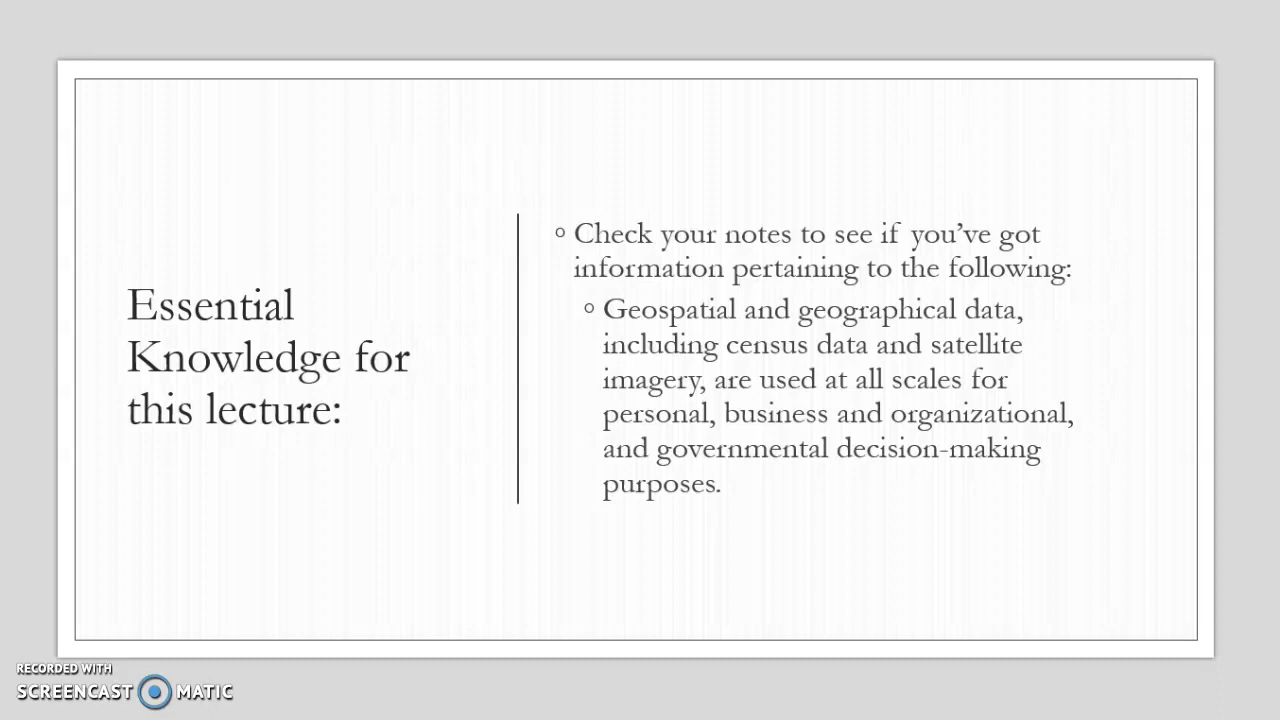 Essential
Knowledge for
this lecture:
◦ Check your notes to see if you’ve got
information pertaining to the following:
◦ Geospatial and geographical data,
including census data and satellite
imagery, are used at all scales for
personal, business and organizational,
and governmental decision-making
purposes.
RECORDED WITH
SCREENCAST MATIC